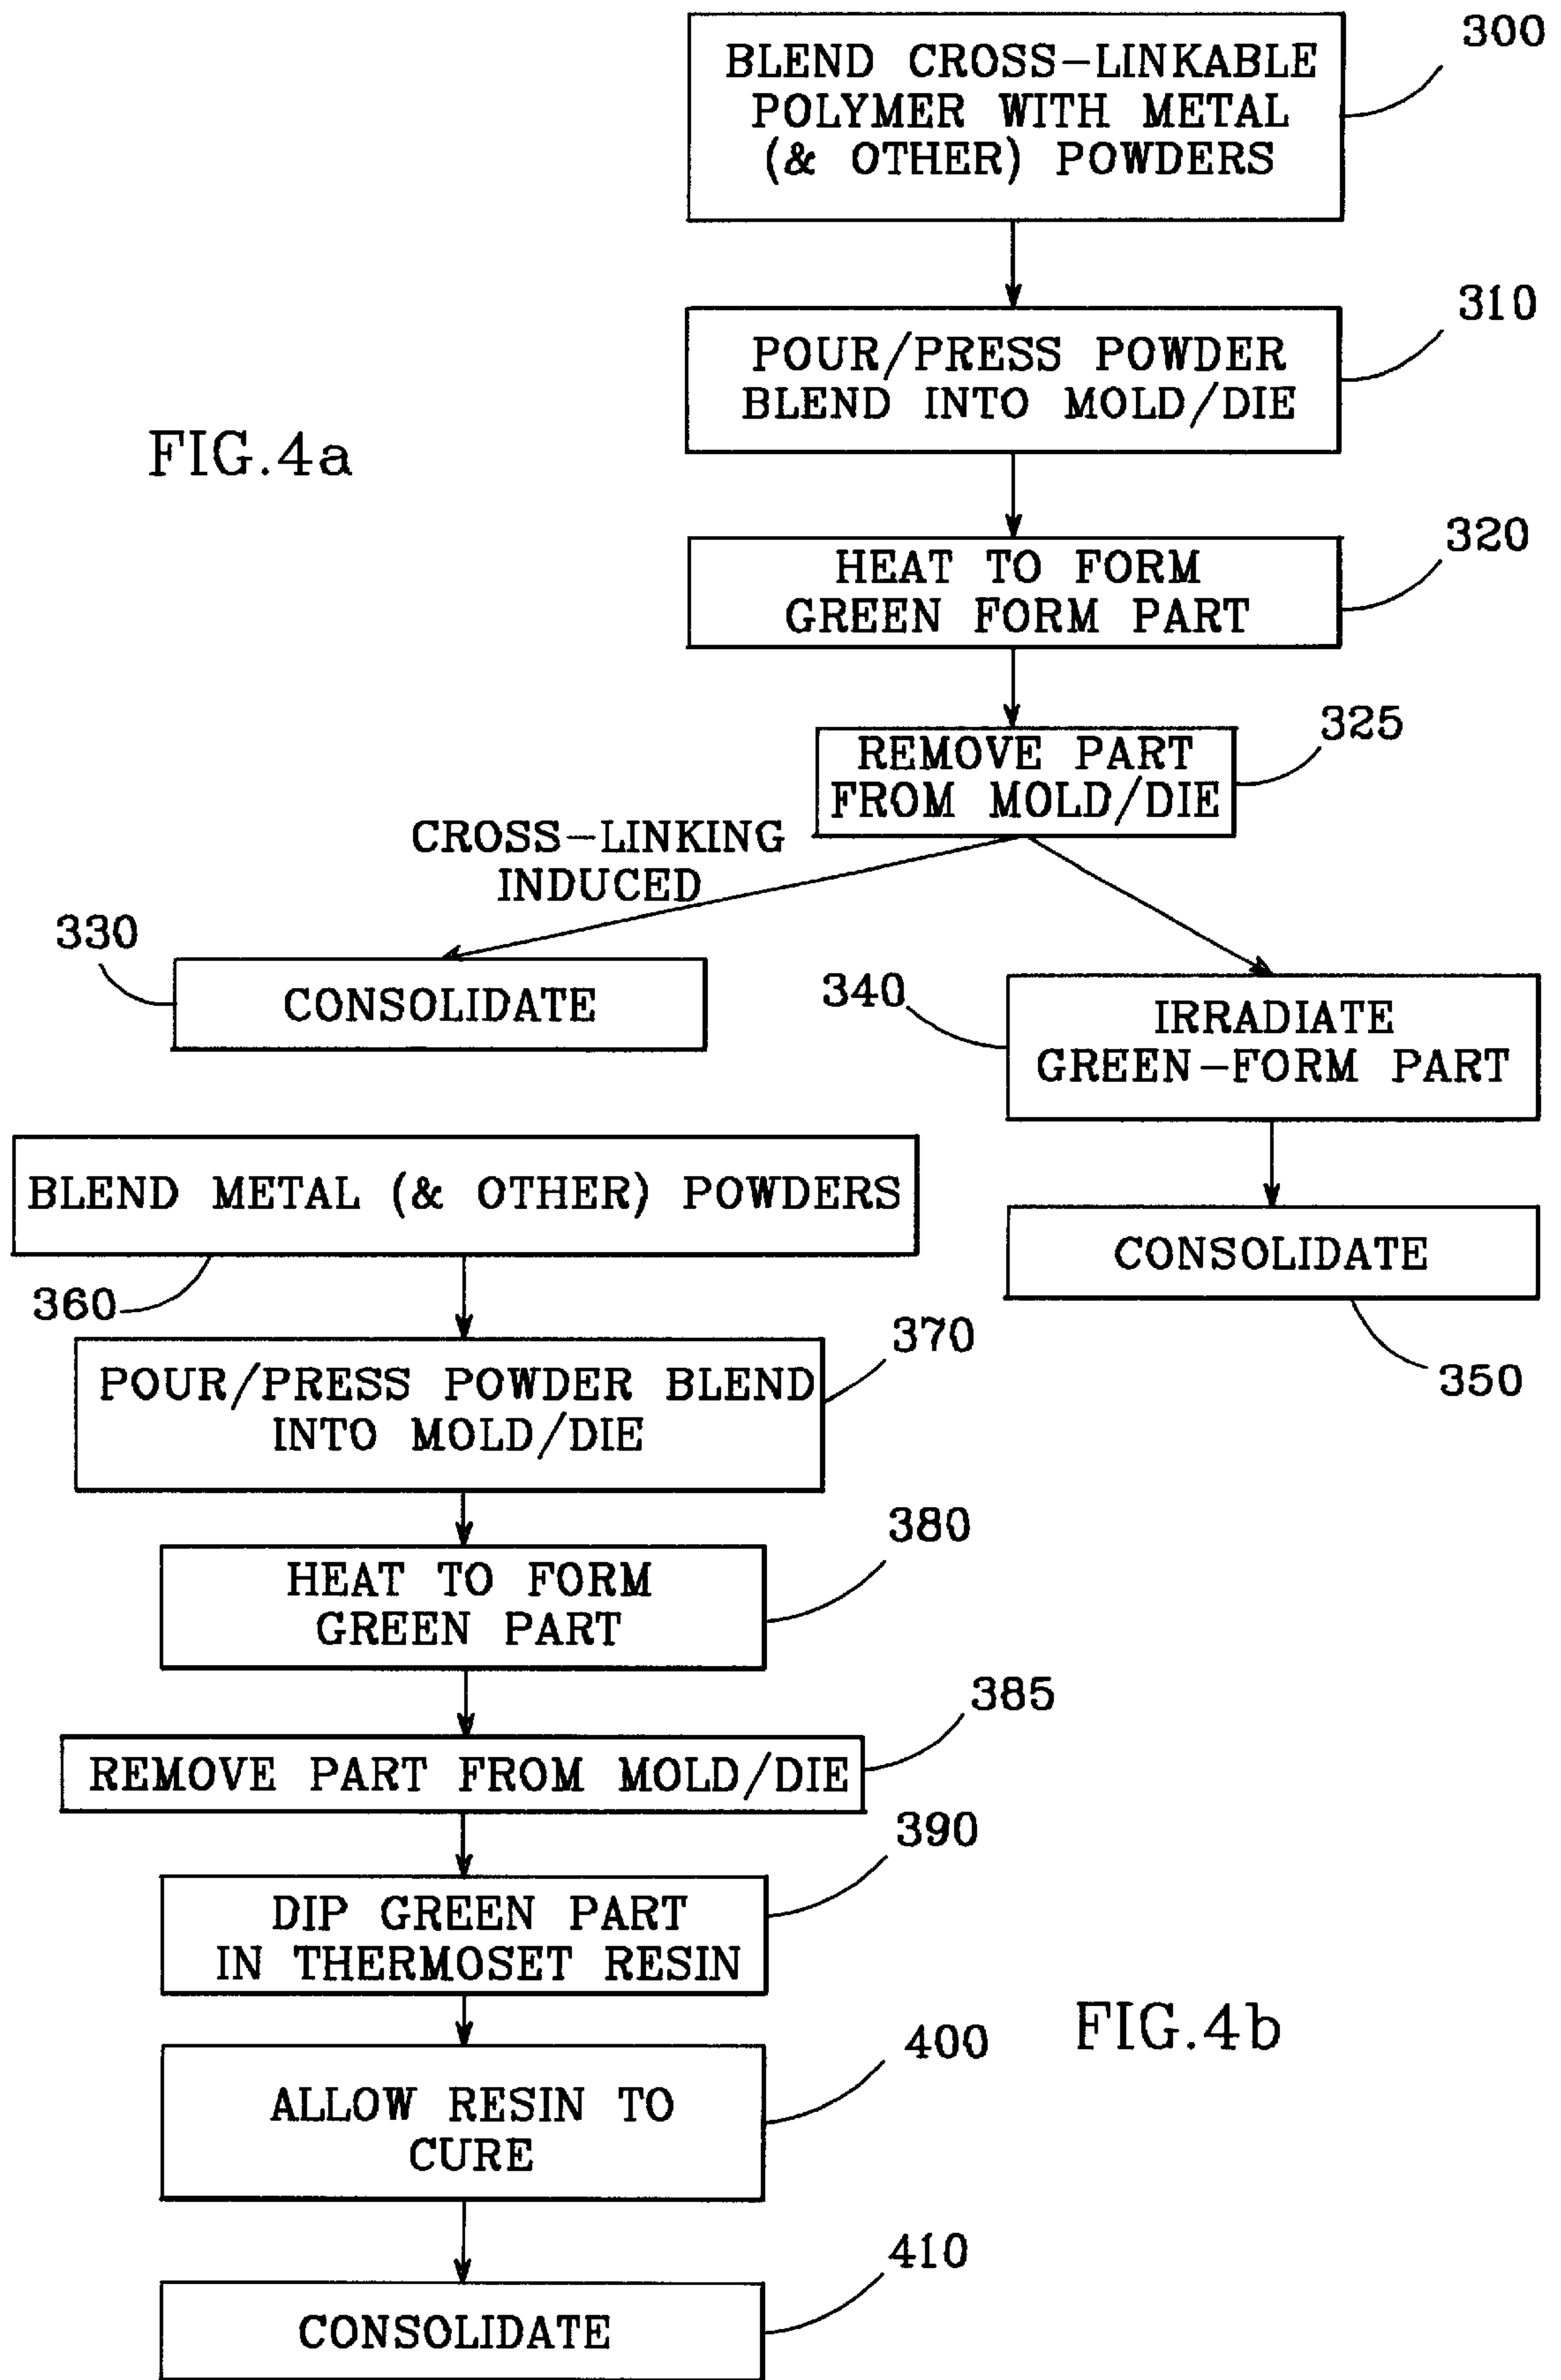 300
BLEND CROSS-LINKABLE
POLYMER WITH METAL
(& OTHER) POWDERS
310
POUR/PRESS POWDER
BLEND INTO MOLD/DIE
FIG.4a
320
HEAT TO FORM
GREEN FORM PART
325
REMOVE PART
FROM MOLD/DIE
CROSS-LINKING
INDUCED
330
CONSOLIDATE
340
IRRADIATE
GREEN-FORM PART
CONSOLIDATE
350
BLEND METAL (& OTHER) POWDERS
360
370
POUR/PRESS POWDER BLEND
INTO MOLD/DIE
380
HEAT TO FORM
GREEN PART
385
REMOVE PART FROM MOLD/DIE
390
DIP GREEN PART
IN THERMOSET RESIN
400
FIG.4b
ALLOW RESIN TO
CURE
410
CONSOLIDATE